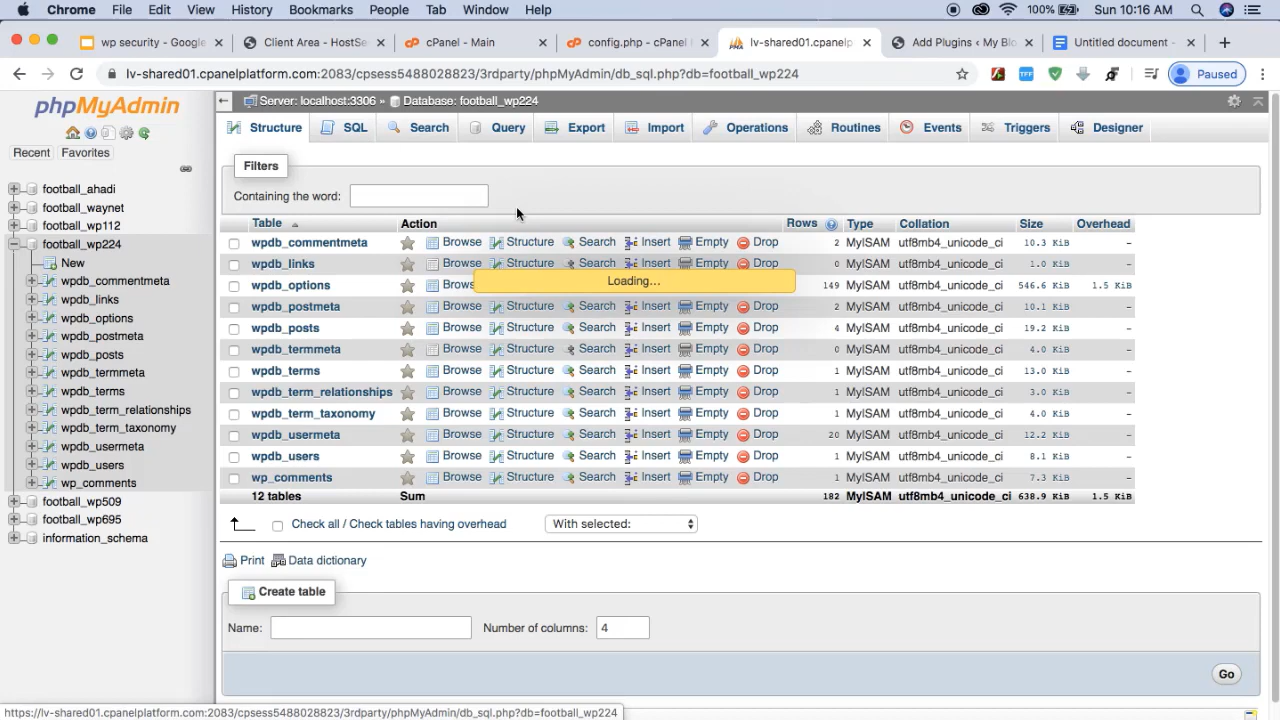 Chrome File Edit View History Bookmarks People Tab Window Help 100% Sun 10:16 AM
wp security - Google Client Area - HostSe cPanel - Main config.php - cPanel F lv-shared01.cpanelp Add Plugins ‹ My Blo Untitled document -
lv-shared01.cpanelplatform.com:2083/cpsess5488028823/3rdparty/phpMyAdmin/db_sql.php?db=football_wp224 TFF Paused
phpMyAdmin
Recent Favorites
football_ahadi
football_waynet
football_wp112
football_wp224
New
wpdb_commentmeta
wpdb_links
wpdb_options
wpdb_postmeta
wpdb_posts
wpdb_termmeta
wpdb_terms
wpdb_term_relationships
wpdb_term_taxonomy
wpdb_usermeta
wpdb_users
wp_comments
football_wp509
football_wp695
information_schema
Server: localhost:3306 » Database: football_wp224
Structure SQL Search Query Export Import Operations Routines Events Triggers Designer
Filters
Containing the word:
Table Action Rows Type Collation Size Overhead
wpdb_commentmeta Browse Structure Search Insert Empty Drop 2 MyISAM utf8mb4_unicode_ci 10.3 KiB -
wpdb_links Browse Structure Search Insert Empty Drop 0 MyISAM utf8mb4_unicode_ci 1.0 KiB -
wpdb_options Brows Loading... 149 MyISAM utf8mb4_unicode_ci 546.6 KiB 1.5 KiB
wpdb_postmeta Browse Structure Search Insert Empty Drop 2 MyISAM utf8mb4_unicode_ci 10.1 KiB -
wpdb_posts Browse Structure Search Insert Empty Drop 4 MyISAM utf8mb4_unicode_ci 19.2 KiB -
wpdb_termmeta Browse Structure Search Insert Empty Drop 0 MyISAM utf8mb4_unicode_ci 4.0 KiB -
wpdb_terms Browse Structure Search Insert Empty Drop 1 MyISAM utf8mb4_unicode_ci 13.0 KiB -
wpdb_term_relationships Browse Structure Search Insert Empty Drop 1 MyISAM utf8mb4_unicode_ci 3.0 KiB -
wpdb_term_taxonomy Browse Structure Search Insert Empty Drop 1 MyISAM utf8mb4_unicode_ci 4.0 KiB -
wpdb_usermeta Browse Structure Search Insert Empty Drop 20 MyISAM utf8mb4_unicode_ci 12.2 KiB -
wpdb_users Browse Structure Search Insert Empty Drop 1 MyISAM utf8mb4_unicode_ci 8.1 KiB -
wp_comments Browse Structure Search Insert Empty Drop 1 MyISAM utf8mb4_unicode_ci 7.3 KiB -
12 tables Sum 182 MyISAM utf8mb4_unicode_ci 638.9 KiB 1.5 KiB
Check all / Check tables having overhead With selected:
Print Data dictionary
Create table
Name: Number of columns: 4
Go
https://lv-shared01.cpanelplatform.com:2083/cpsess5488028823/3rdparty/phpMyAdmin/db_sql.php?db=football_wp224